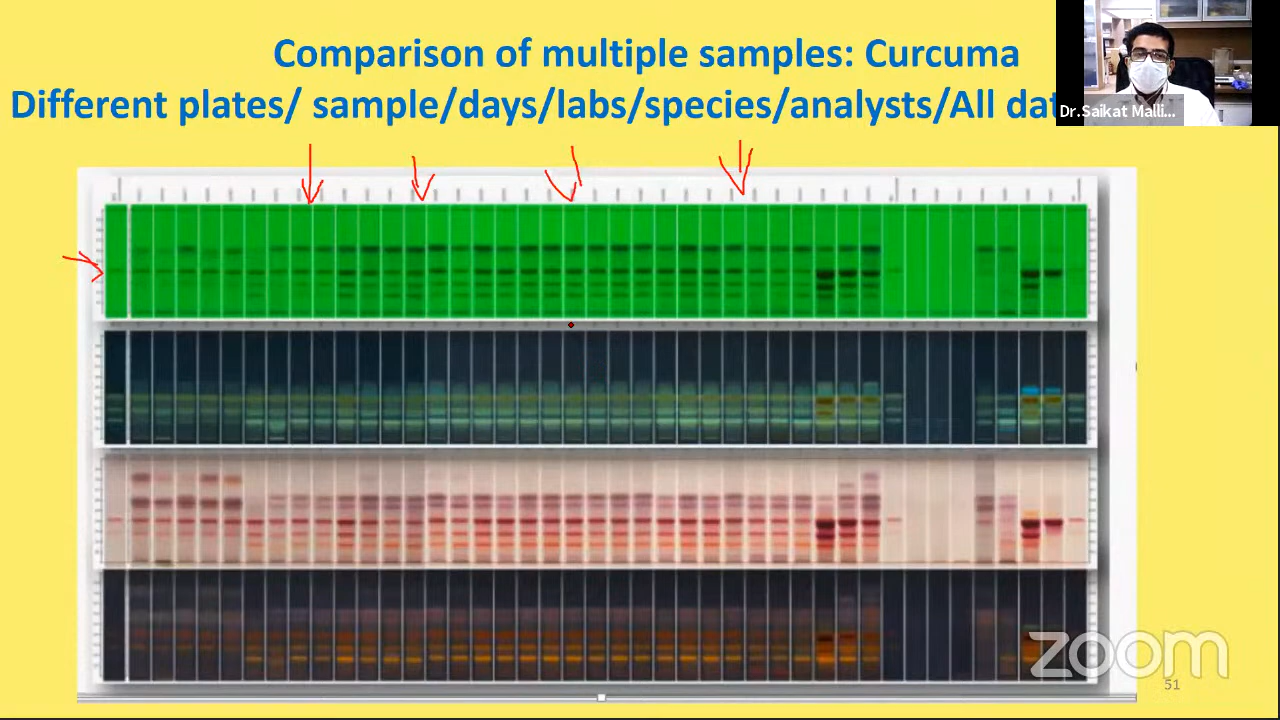 Comparison of multiple samples: Curcuma
Different plates/ sample/days/labs/species/analysts/All dat
Dr.Saikat Malli...
zoom
51